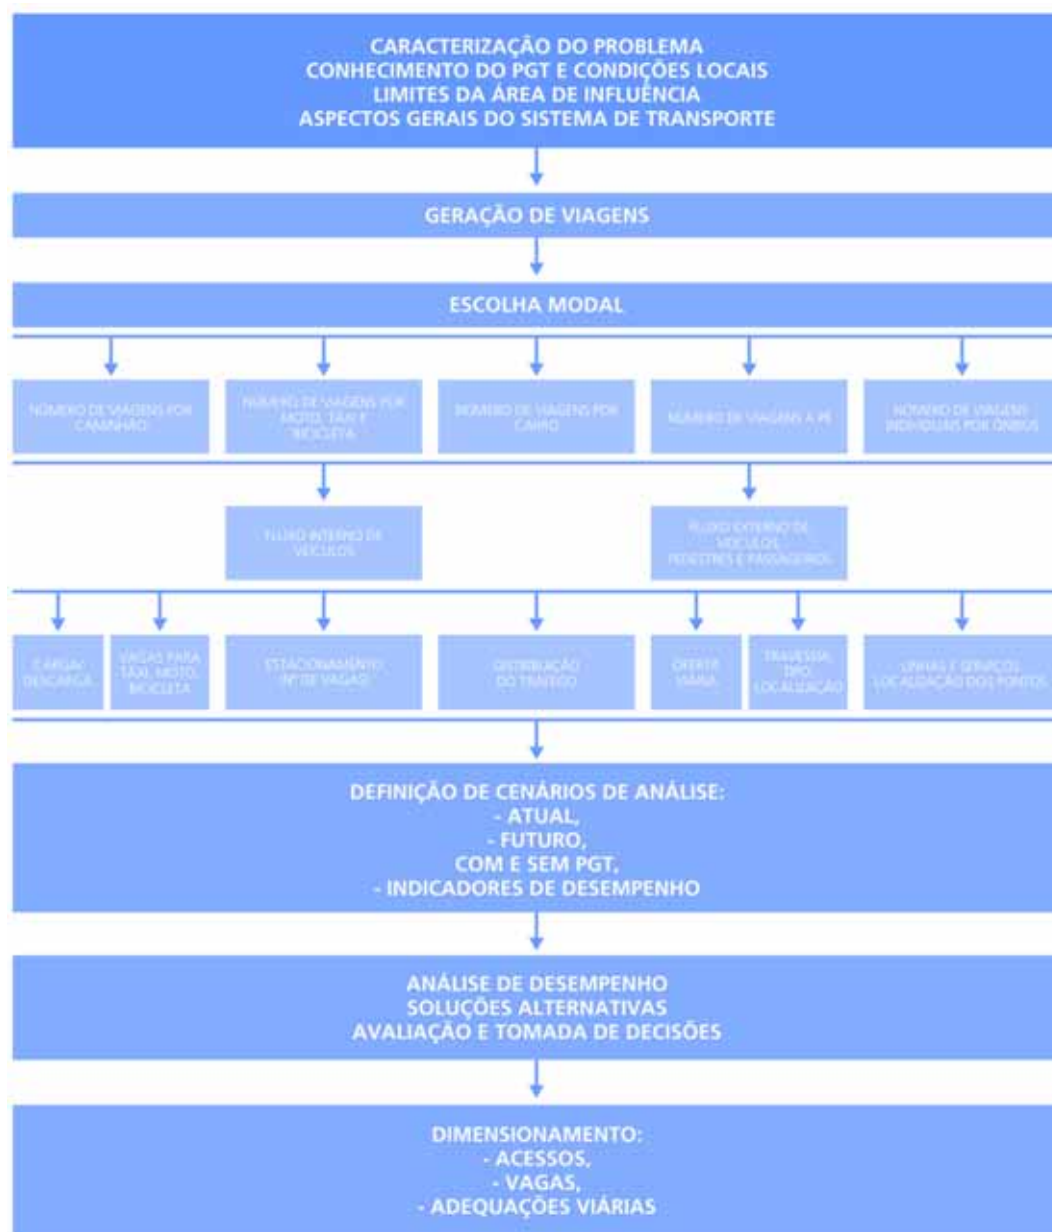 CARACTERIZAÇÃO DO PROBLEMA
CONHECIMENTO DO PGT E CONDIÇÕES LOCAIS
LIMITES DA ÁREA DE INFLUÊNCIA
ASPECTOS GERAIS DO SISTEMA DE TRANSPORTE
GERAÇÃO DE VIAGENS
ESCOLHA MODAL
NÚMERO DE VIAGENS POR
CAMINHÃO
NÚMERO DE VIAGENS POR
MOTO, TÁXI E
BICICLETA
NÚMERO DE VIAGENS POR
CARRO
NÚMERO DE VIAGENS A PÉ
NÚMERO DE VIAGENS
INDIVIDUAIS POR ÔNIBUS
FLUXO INTERNO DE
VEÍCULOS
FLUXO EXTERNO DE
VEÍCULOS,
PEDESTRES E PASSAGEIROS
CARGA/
DESCARGA
VAGAS PARA
TÁXI, MOTO,
BICICLETA
ESTACIONAMENTO
(Nº DE VAGAS)
DISTRIBUIÇÃO
DO TRÁFEGO
OFERTA
VIÁRIA
TRAVESSIA,
TIPO,
LOCALIZAÇÃO
LINHAS E SERVIÇOS,
LOCALIZAÇÃO DOS PONTOS
DEFINIÇÃO DE CENÁRIOS DE ANÁLISE:
- ATUAL,
- FUTURO,
COM E SEM PGT,
- INDICADORES DE DESEMPENHO
ANÁLISE DE DESEMPENHO
SOLUÇÕES ALTERNATIVAS
AVALIAÇÃO E TOMADA DE DECISÕES
DIMENSIONAMENTO:
- ACESSOS,
- VAGAS,
- ADEQUAÇÕES VIÁRIAS